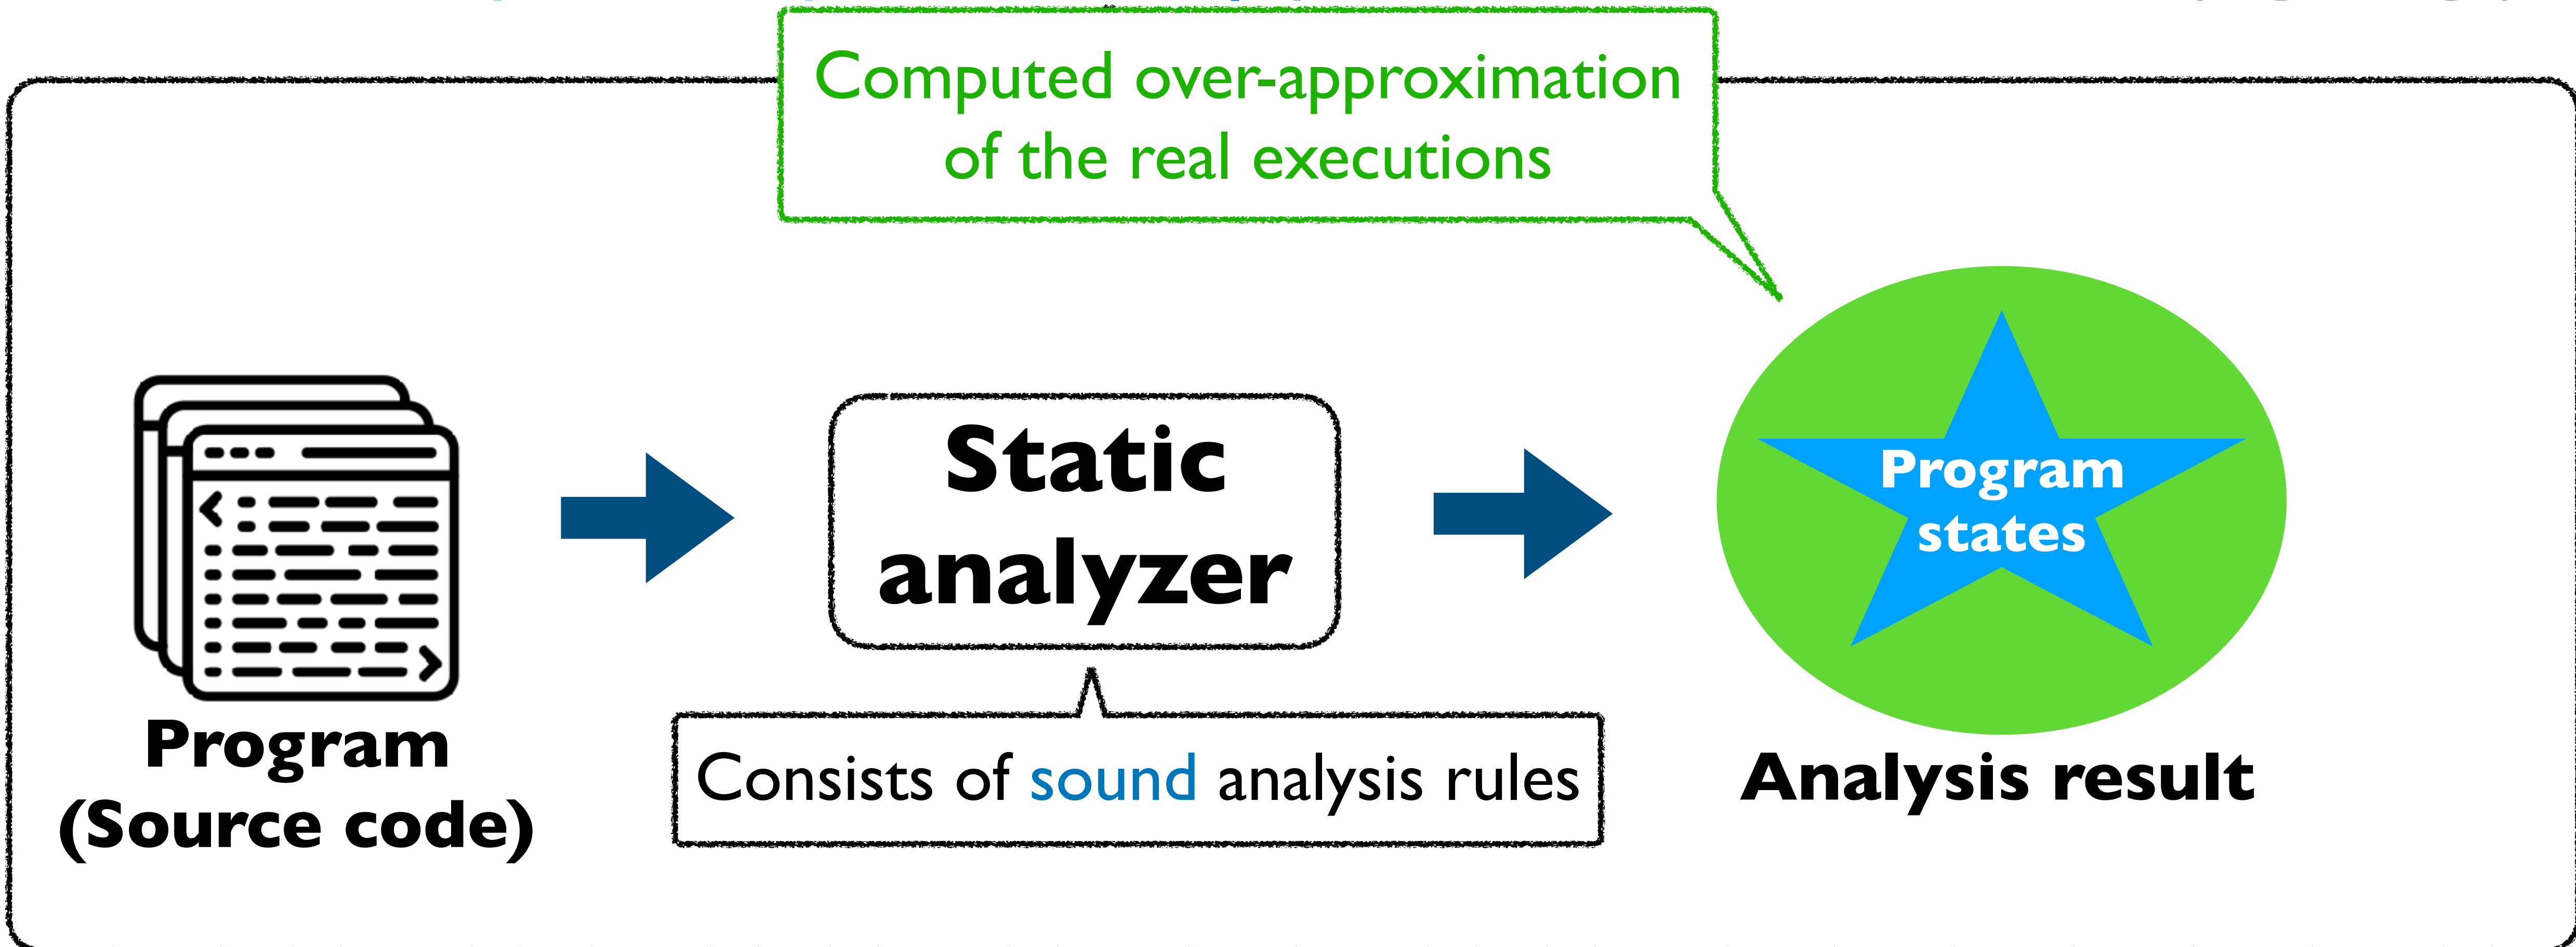 Computed over-approximation
of the real executions
Static
analyzer
Program
states
Program
(Source code)
Consists of sound analysis rules
Analysis result